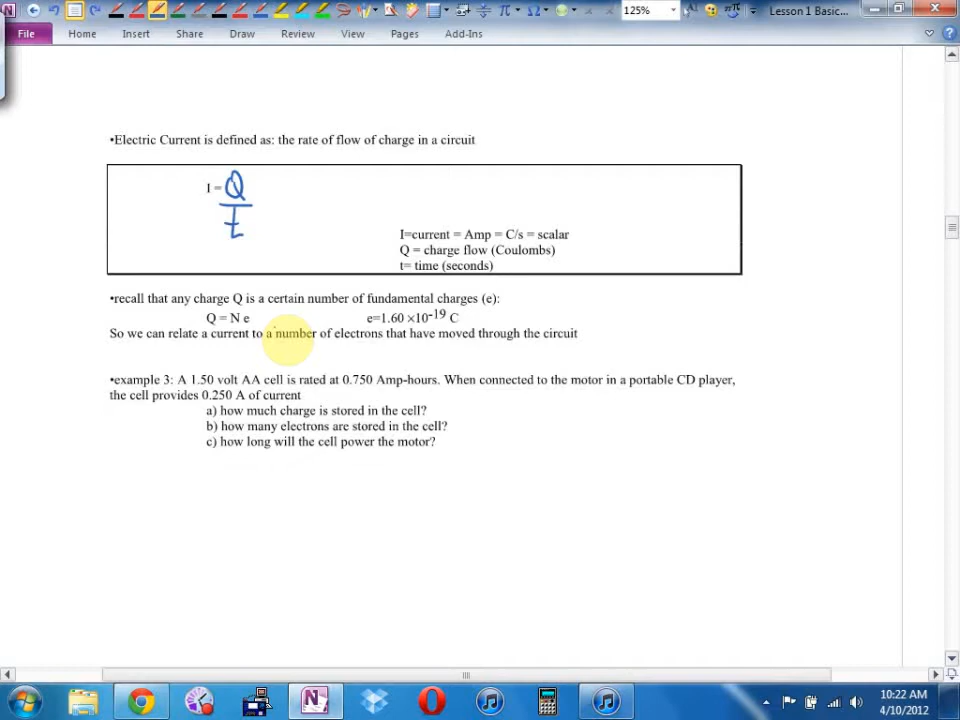 125%
Lesson 1 Basic...
File Home Insert Share Draw Review View Pages Add-Ins
•Electric Current is defined as: the rate of flow of charge in a circuit
I = Q
t
I=current = Amp = C/s = scalar
Q = charge flow (Coulombs)
t= time (seconds)
•recall that any charge Q is a certain number of fundamental charges (e):
Q = N e e=1.60 ×10-19 C
So we can relate a current to a number of electrons that have moved through the circuit
•example 3: A 1.50 volt AA cell is rated at 0.750 Amp-hours. When connected to the motor in a portable CD player,
the cell provides 0.250 A of current
a) how much charge is stored in the cell?
b) how many electrons are stored in the cell?
c) how long will the cell power the motor?
10:22 AM
4/10/2012